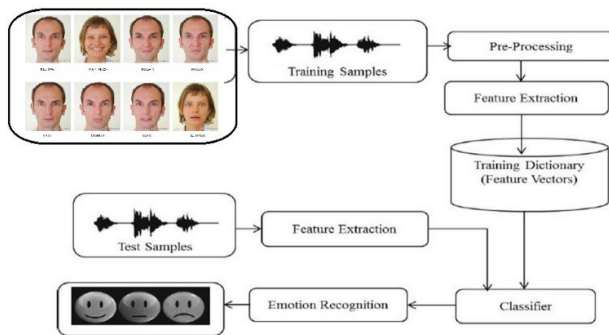 Training Samples
Pre-Processing
Feature Extraction
Training Dictionary
(Feature Vectors)
Test Samples
Feature Extraction
Classifier
Emotion Recognition